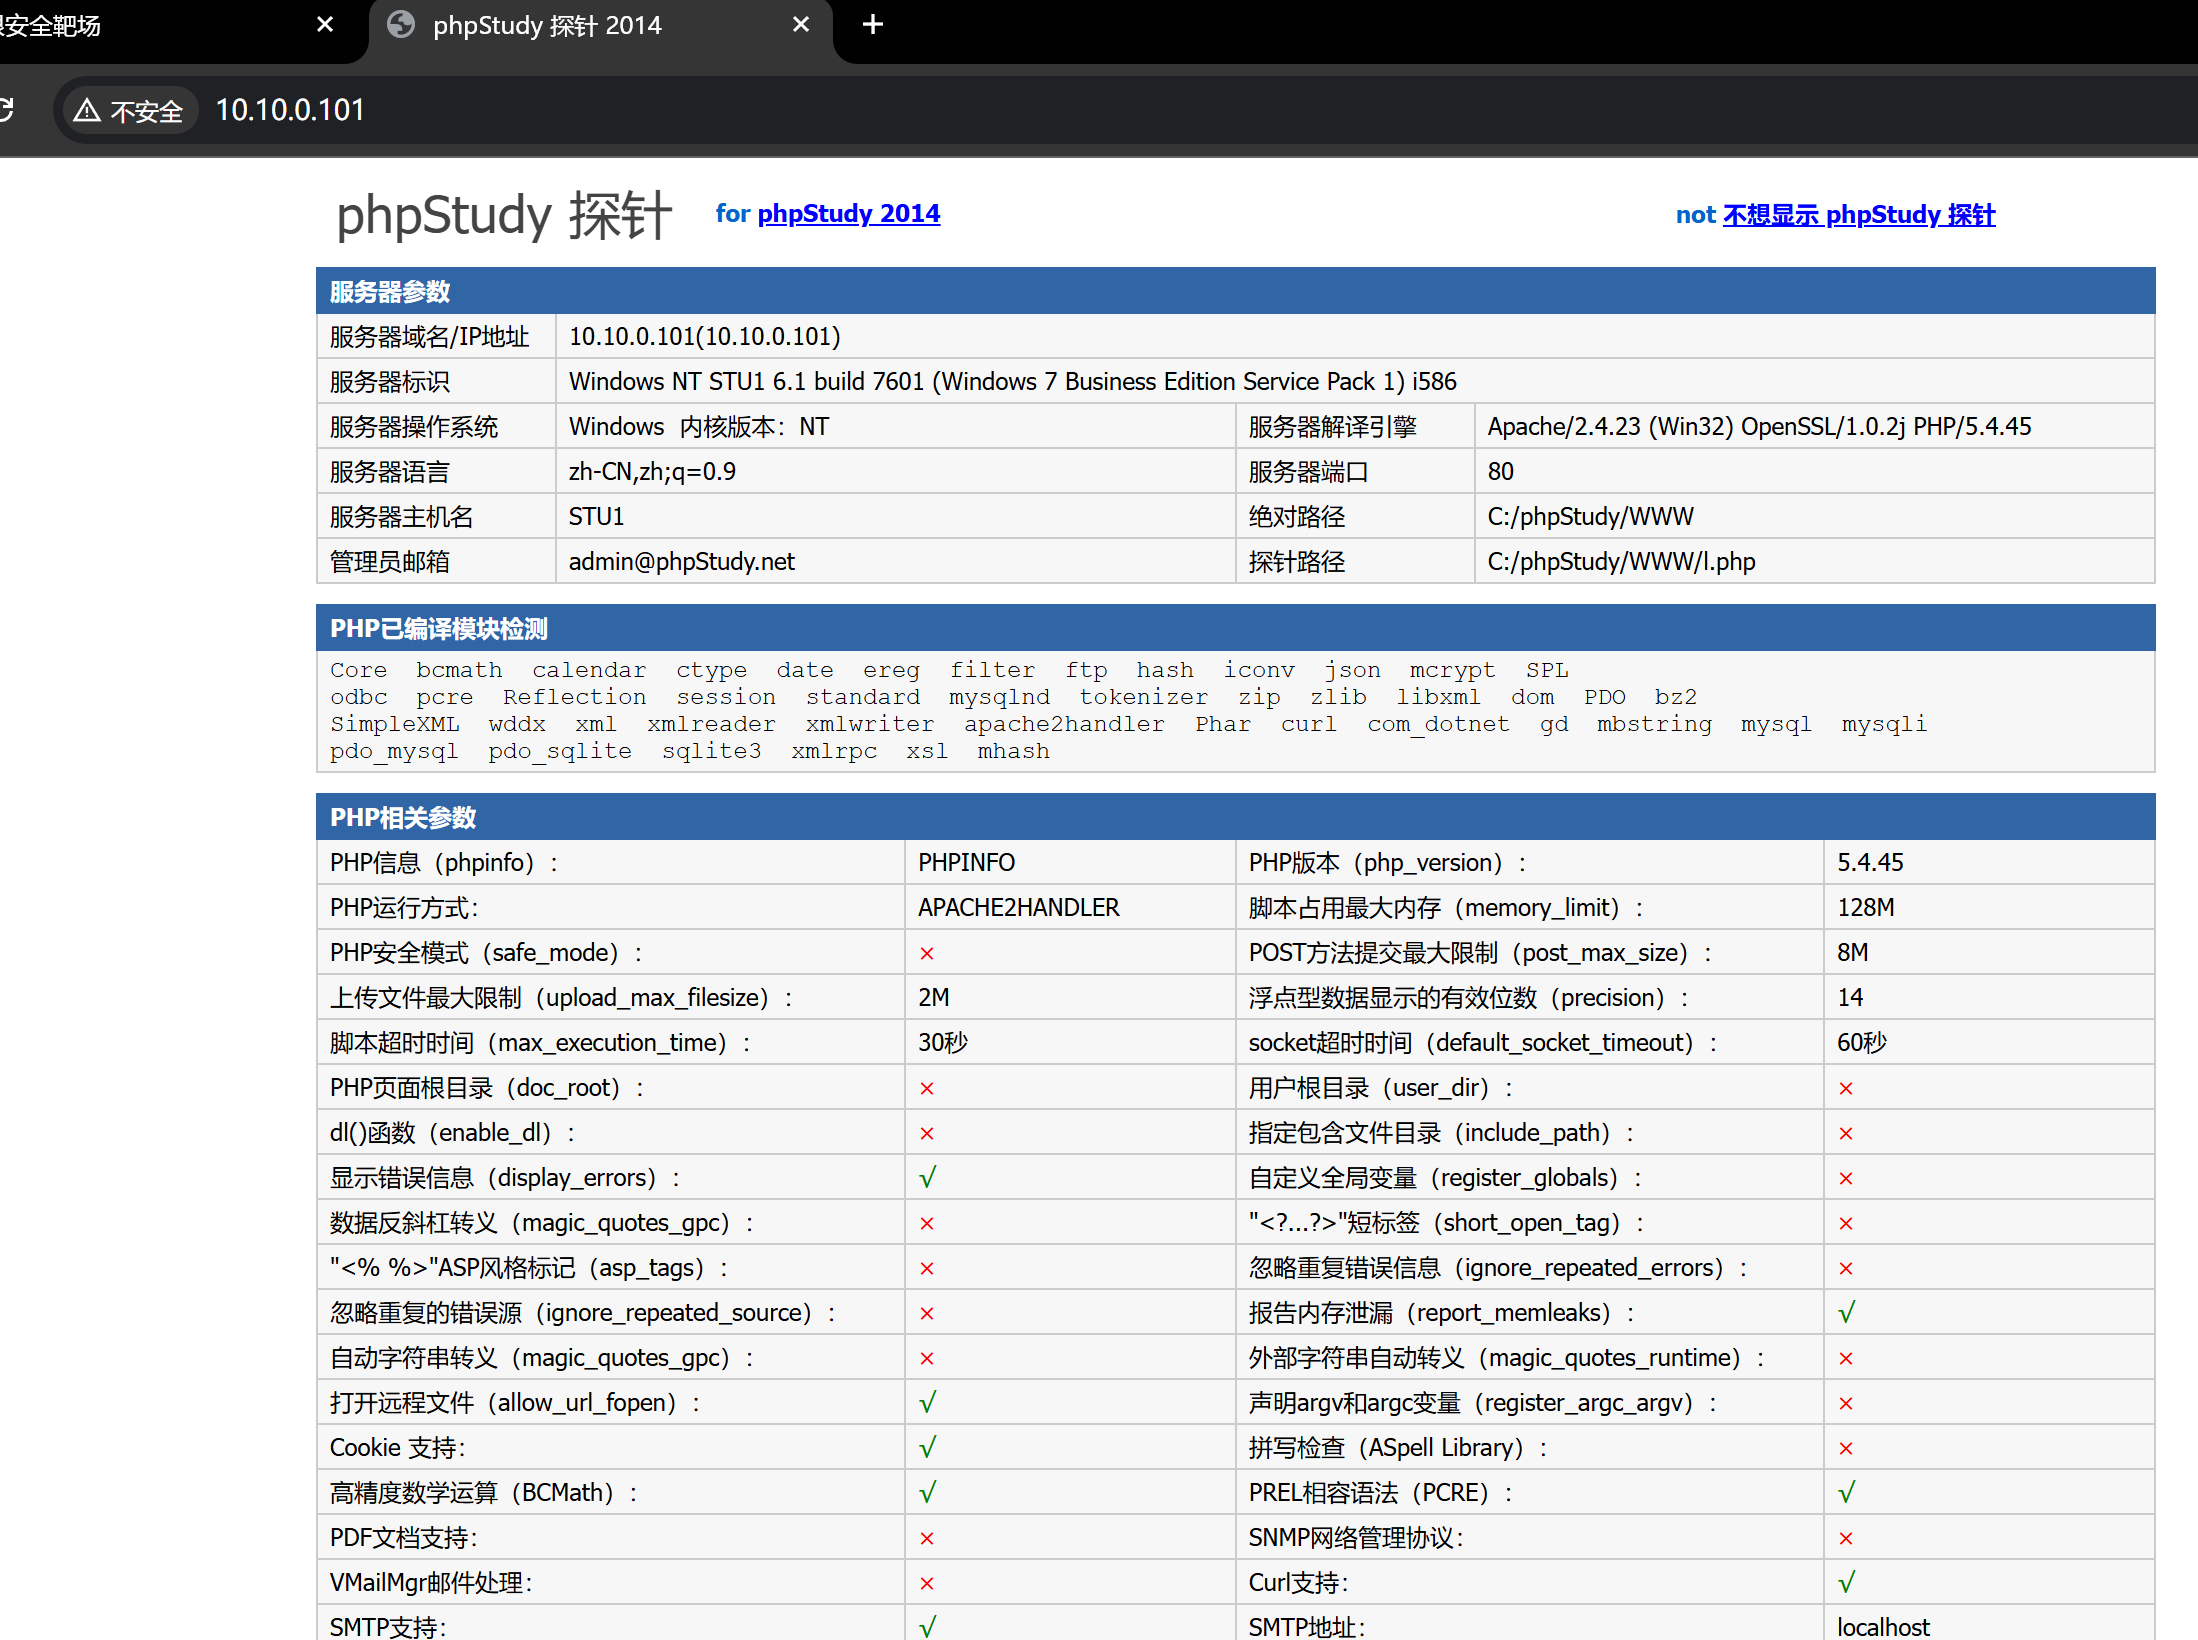 安全靶场
phpStudy 探针 2014
不安全 10.10.0.101
phpStudy 探针 for phpStudy 2014 not 不想显示 phpStudy 探针
服务器参数
服务器域名/IP地址 10.10.0.101(10.10.0.101)
服务器标识 Windows NT STU1 6.1 build 7601 (Windows 7 Business Edition Service Pack 1) i586
服务器操作系统 Windows 内核版本：NT 服务器解译引擎 Apache/2.4.23 (Win32) OpenSSL/1.0.2j PHP/5.4.45
服务器语言 zh-CN,zh;q=0.9 服务器端口 80
服务器主机名 STU1 绝对路径 C:/phpStudy/WWW
管理员邮箱 admin@phpStudy.net 探针路径 C:/phpStudy/WWW/l.php
PHP已编译模块检测
Core bcmath calendar ctype date ereg filter ftp hash iconv json mcrypt SPL
odbc pcre Reflection session standard mysqlnd tokenizer zip zlib libxml dom PDO bz2
SimpleXML wddx xml xmlreader xmlwriter apache2handler Phar curl com_dotnet gd mbstring mysql mysqli
pdo_mysql pdo_sqlite sqlite3 xmlrpc xsl mhash
PHP相关参数
PHP信息（phpinfo）： PHPINFO PHP版本（php_version）： 5.4.45
PHP运行方式： APACHE2HANDLER 脚本占用最大内存（memory_limit）： 128M
PHP安全模式（safe_mode）： × POST方法提交最大限制（post_max_size）： 8M
上传文件最大限制（upload_max_filesize）： 2M 浮点型数据显示的有效位数（precision）： 14
脚本超时时间（max_execution_time）： 30秒 socket超时时间（default_socket_timeout）： 60秒
PHP页面根目录（doc_root）： × 用户根目录（user_dir）： ×
dl()函数（enable_dl）： × 指定包含文件目录（include_path）： ×
显示错误信息（display_errors）： √ 自定义全局变量（register_globals）： ×
数据反斜杠转义（magic_quotes_gpc）： × "<?...?>"短标签（short_open_tag）： ×
"<% %>"ASP风格标记（asp_tags）： × 忽略重复错误信息（ignore_repeated_errors）： ×
忽略重复的错误源（ignore_repeated_source）： × 报告内存泄漏（report_memleaks）： √
自动字符串转义（magic_quotes_gpc）： × 外部字符串自动转义（magic_quotes_runtime）： ×
打开远程文件（allow_url_fopen）： √ 声明argv和argc变量（register_argc_argv）： ×
Cookie 支持： √ 拼写检查（ASpell Library）： ×
高精度数学运算（BCMath）： √ PREL相容语法（PCRE）： √
PDF文档支持： × SNMP网络管理协议： ×
VMailMgr邮件处理： × Curl支持： √
SMTP支持： √ SMTP地址： localhost